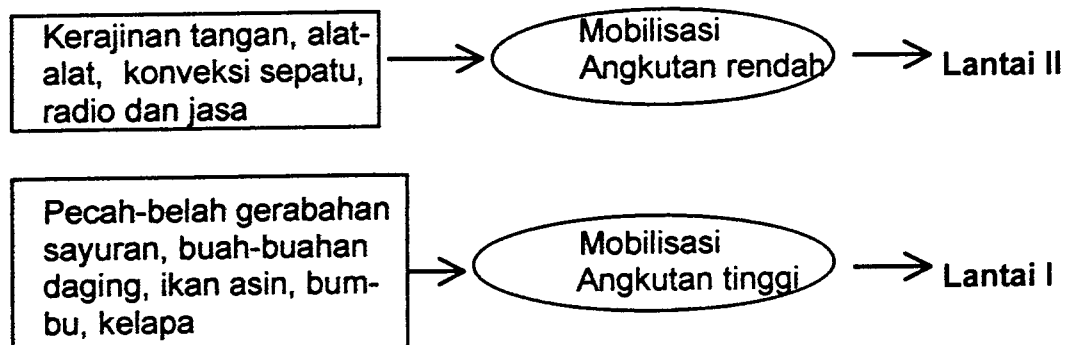 Kerajinan tangan, alat-
alat, konveksi sepatu,
radio dan jasa
Mobilisasi
Angkutan rendah
Lantai II
Pecah-belah gerabahan
sayuran, buah-buahan
daging, ikan asin, bum-
bu, kelapa
Mobilisasi
Angkutan tinggi
Lantai I